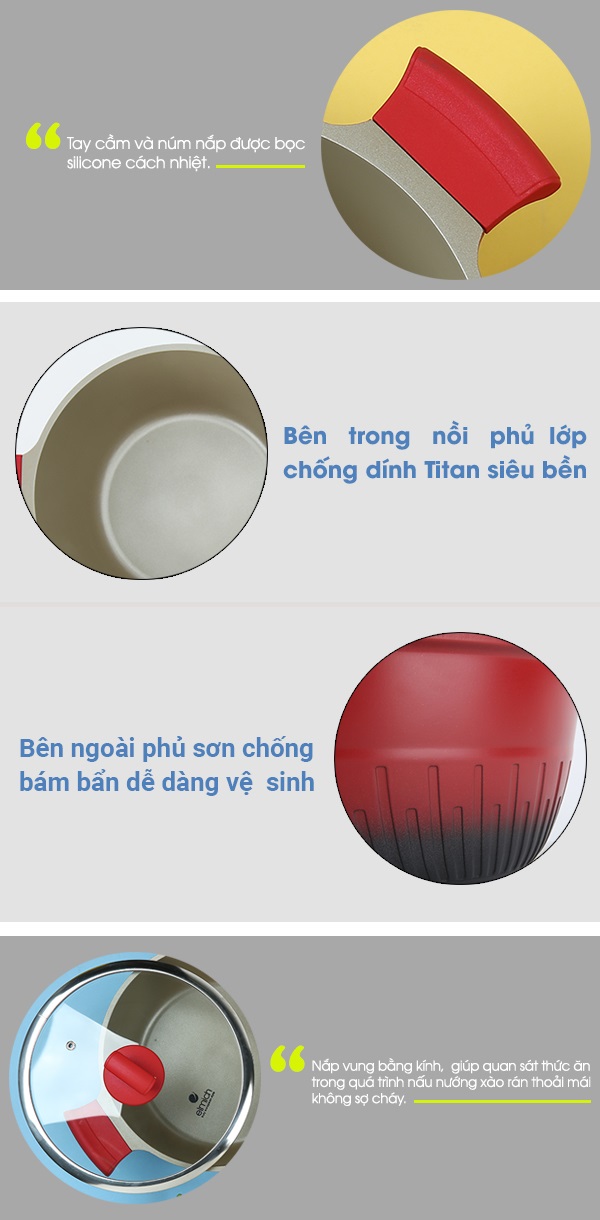 Tay cầm và núm nắp được bọc
silicone cách nhiệt.
Bên trong nồi phủ lớp
chống dính Titan siêu bền
Bên ngoài phủ sơn chống
bám bẩn dễ dàng vệ sinh
elmich
Nắp vung bằng kính, giúp quan sát thức ăn
trong quá trình nấu nướng xào rán thoải mái
không sợ cháy.